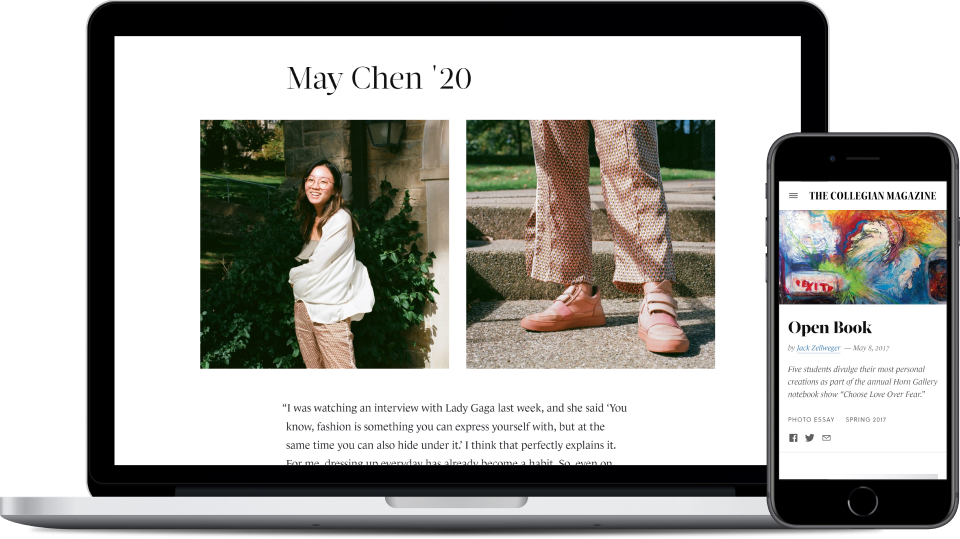 May Chen '20
“I was watching an interview with Lady Gaga last week, and she said ‘You
know, fashion is something you can express yourself with, but at the
same time you can also hide under it.’ I think that perfectly explains it.
For me, dressing up everyday has already become a habit. So, even on
THE COLLEGIAN MAGAZINE
EXIT
Open Book
by Jack Zellweger — May 8, 2017
Five students divulge their most personal
creations as part of the annual Horn Gallery
notebook show “Choose Love Over Fear.”
PHOTO ESSAY SPRING 2017